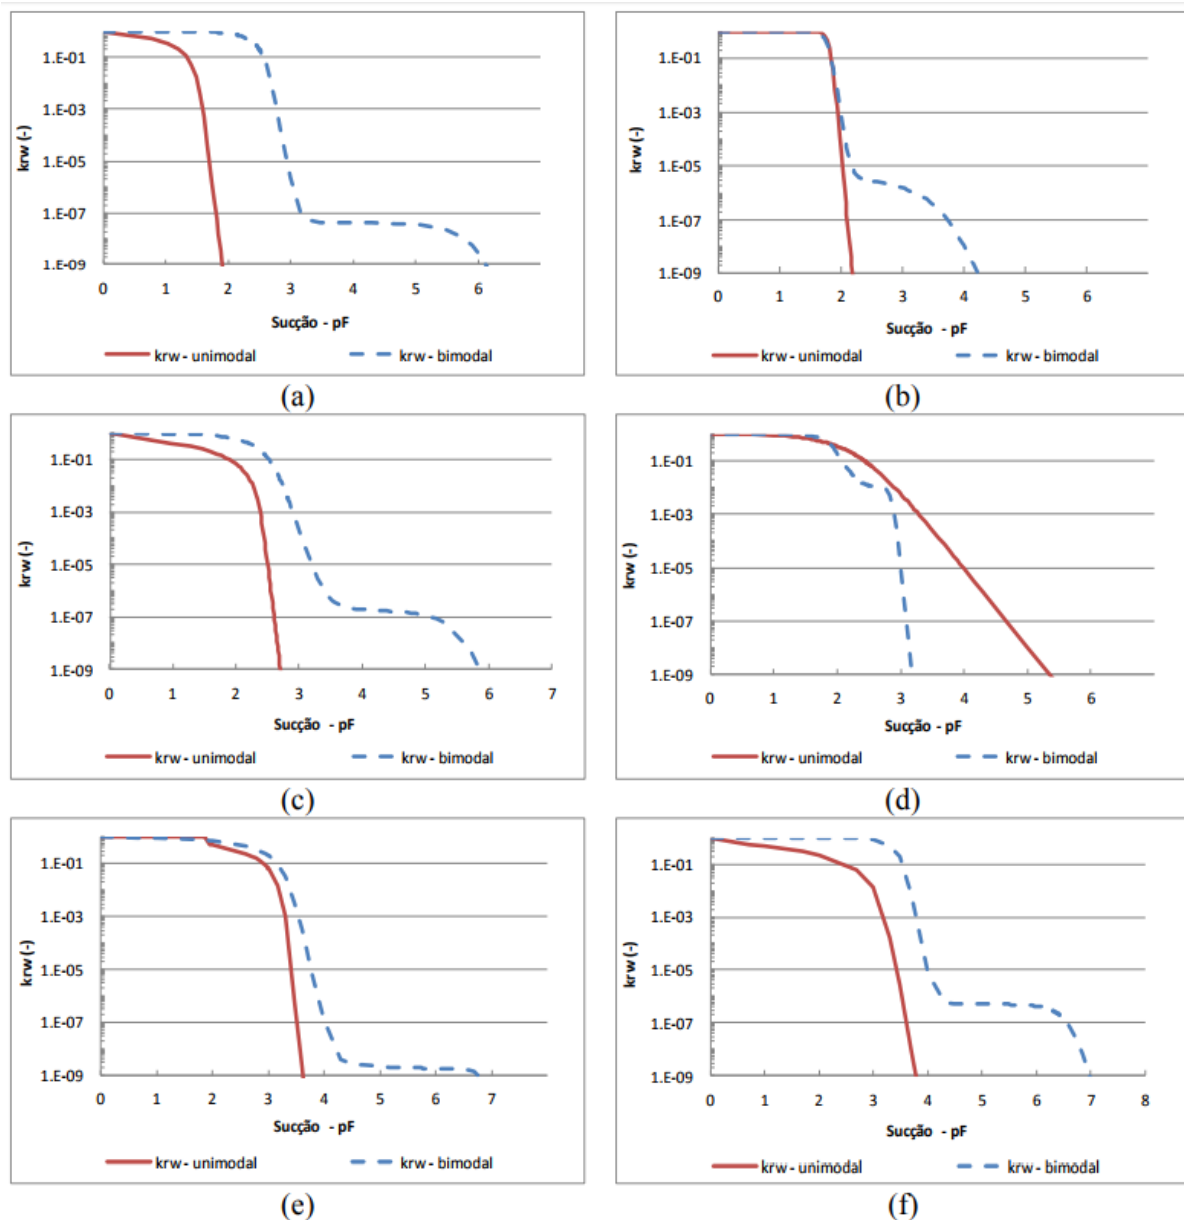 1.E-01
1.E-03
1.E-05
1.E-07
1.E-09
krw (-)
0 1 2 3 4 5 6
Sucção - pF
krw - unimodal krw - bimodal
(a)
1.E-01
1.E-03
1.E-05
1.E-07
1.E-09
krw (-)
0 1 2 3 4 5 6
Sucção - pF
krw - unimodal krw - bimodal
(b)
1.E-01
1.E-03
1.E-05
1.E-07
1.E-09
krw (-)
0 1 2 3 4 5 6 7
Sucção - pF
krw - unimodal krw - bimodal
(c)
1.E-01
1.E-03
1.E-05
1.E-07
1.E-09
krw (-)
0 1 2 3 4 5 6
Sucção - pF
krw - unimodal krw - bimodal
(d)
1.E-01
1.E-03
1.E-05
1.E-07
1.E-09
krw (-)
0 1 2 3 4 5 6 7
Sucção - pF
krw - unimodal krw - bimodal
(e)
1.E-01
1.E-03
1.E-05
1.E-07
1.E-09
krw (-)
0 1 2 3 4 5 6 7 8
Sucção - pF
krw - unimodal krw - bimodal
(f)